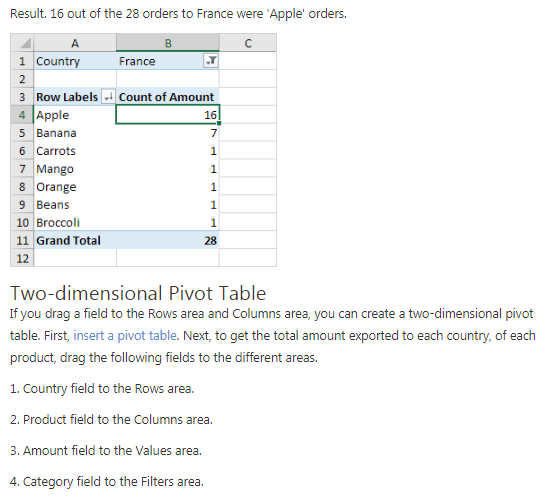 Result. 16 out of the 28 orders to France were 'Apple' orders.
A B C
1 Country France
2
3 Row Labels Count of Amount
4 Apple 16
5 Banana 7
6 Carrots 1
7 Mango 1
8 Orange 1
9 Beans 1
10 Broccoli 1
11 Grand Total 28
12
Two-dimensional Pivot Table
If you drag a field to the Rows area and Columns area, you can create a two-dimensional pivot
table. First, insert a pivot table. Next, to get the total amount exported to each country, of each
product, drag the following fields to the different areas.
1. Country field to the Rows area.
2. Product field to the Columns area.
3. Amount field to the Values area.
4. Category field to the Filters area.